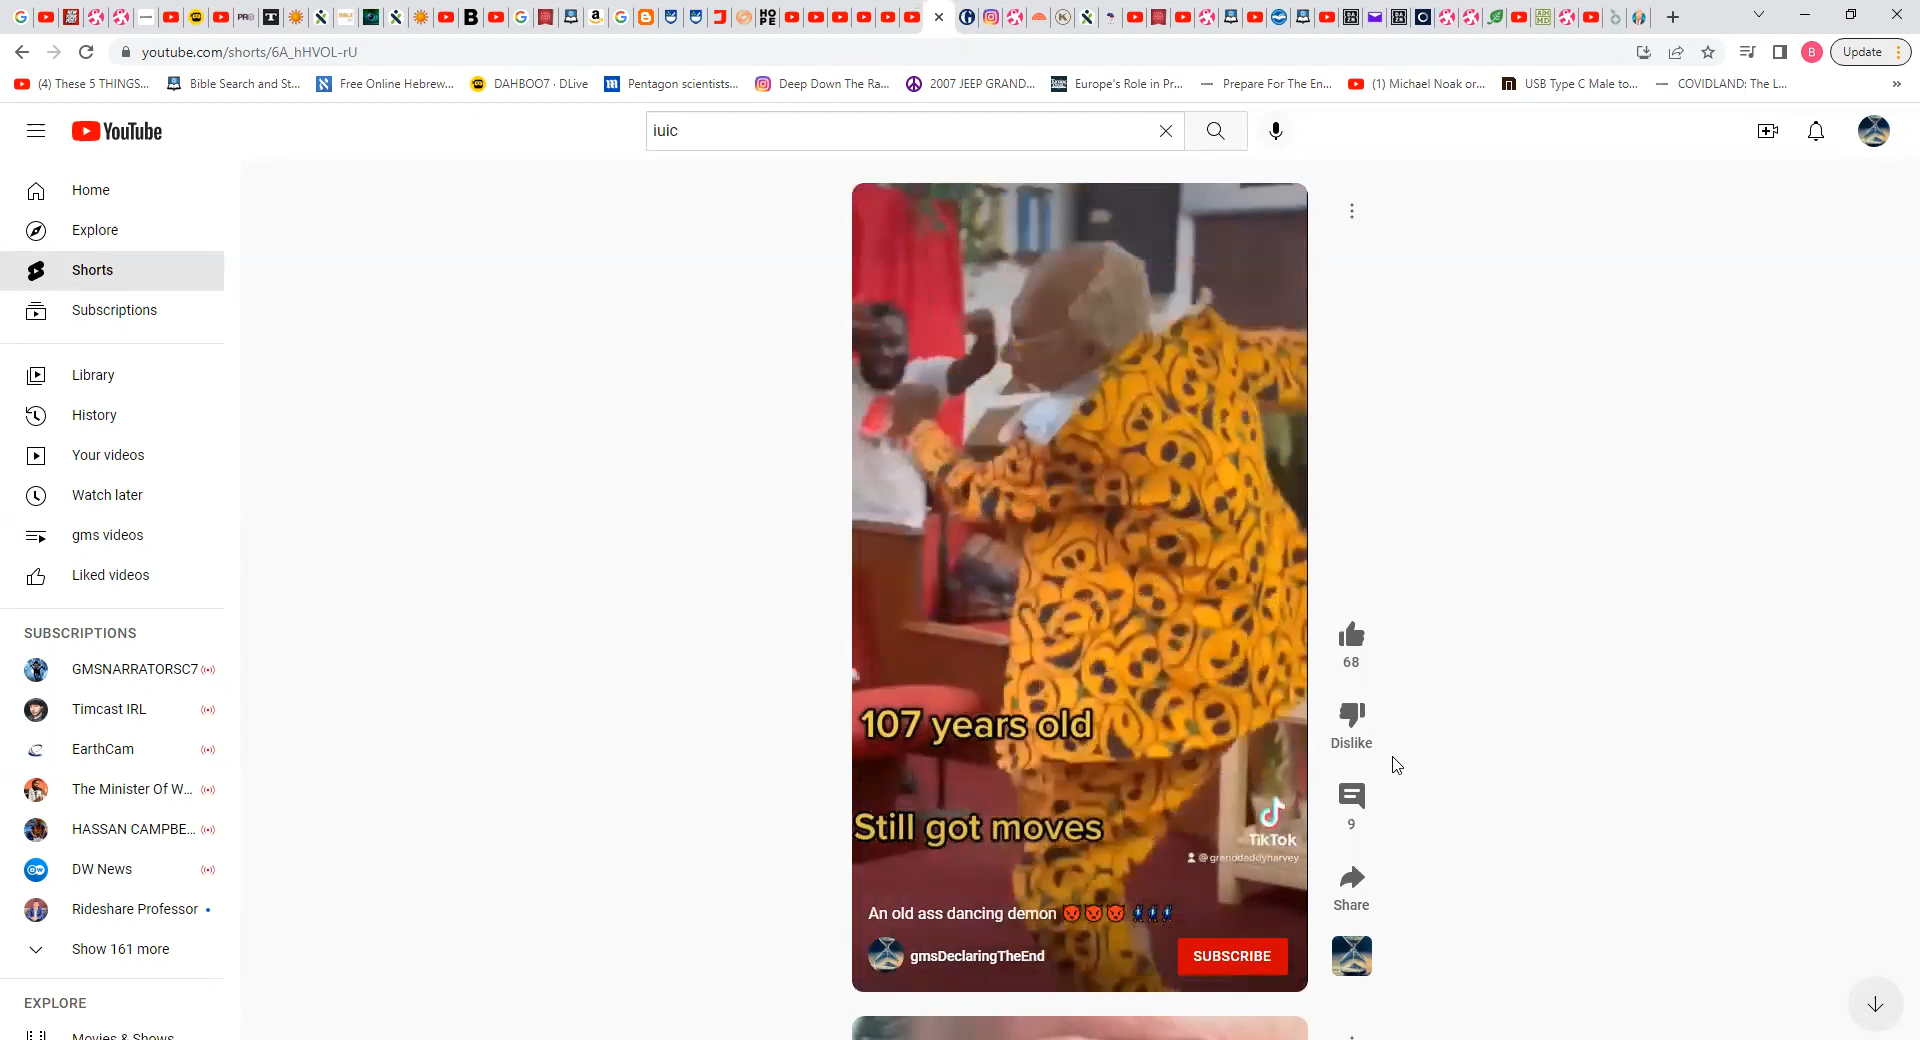 youtube.com/shorts/6A_hHVOL-rU
Update
(4) These 5 THINGS...
Bible Search and St...
Free Online Hebrew...
DAHBOO7 · DLive
Pentagon scientists...
Deep Down The Ra...
2007 JEEP GRAND...
Europe's Role in Pr...
Prepare For The En...
(1) Michael Noak or...
USB Type C Male to...
COVIDLAND: The L...
YouTube
iuic
Home
Explore
Shorts
Subscriptions
Library
History
Your videos
Watch later
gms videos
Liked videos
SUBSCRIPTIONS
GMSNARRATORSC7
Timcast IRL
EarthCam
The Minister Of W...
HASSAN CAMPBE...
DW News
Rideshare Professor
Show 161 more
EXPLORE
Movies & Shows
107 years old
Still got moves
TikTok
@grandaddyharvey
An old ass dancing demon
gmsDeclaringTheEnd
SUBSCRIBE
68
Dislike
9
Share